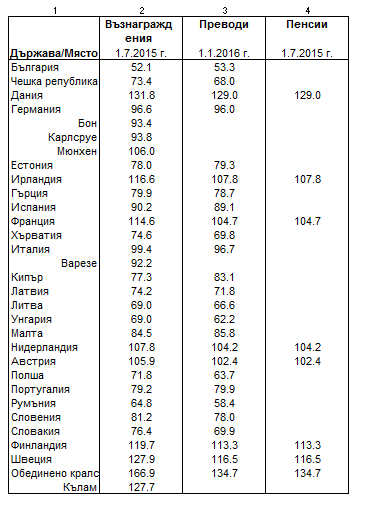 1 2 3 4
Възнагражд Преводи Пенсии
ения
Държава/Място 1.7.2015 г. 1.1.2016 г. 1.7.2015 г.
България 52.1 53.3
Чешка република 73.4 68.0
Дания 131.8 129.0 129.0
Германия 96.6 96.0
Бон 93.4
Карлсруе 93.8
Мюнхен 106.0
Естония 78.0 79.3
Ирландия 116.6 107.8 107.8
Гърция 79.9 78.7
Испания 90.2 89.1
Франция 114.6 104.7 104.7
Хърватия 74.6 69.8
Италия 99.4 96.7
Варезе 92.2
Кипър 77.3 83.1
Латвия 74.2 71.8
Литва 69.0 66.6
Унгария 69.0 62.2
Малта 84.5 85.8
Нидерландия 107.8 104.2 104.2
Австрия 105.9 102.4 102.4
Полша 71.8 63.7
Португалия 79.2 79.9
Румъния 64.8 58.4
Словения 81.2 78.0
Словакия 76.4 69.9
Финландия 119.7 113.3 113.3
Швеция 127.9 116.5 116.5
Обединено кралс 166.9 134.7 134.7
Кълам 127.7